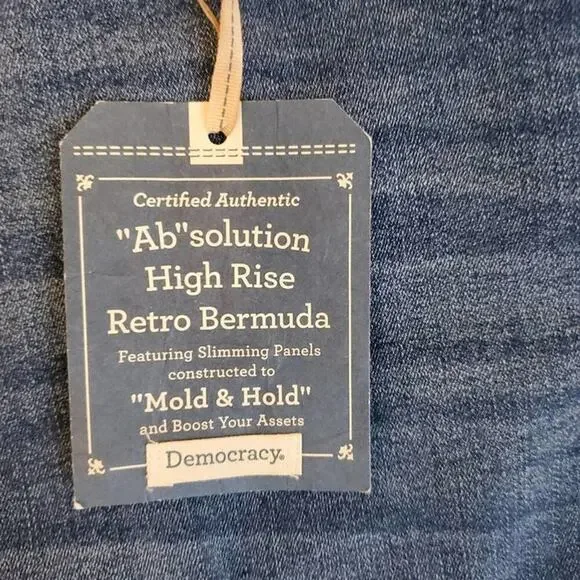 Certified Authentic
"Ab"solution
High Rise
Retro Bermuda
Featuring Slimming Panels
constructed to
"Mold & Hold"
and Boost Your Assets
Democracy®